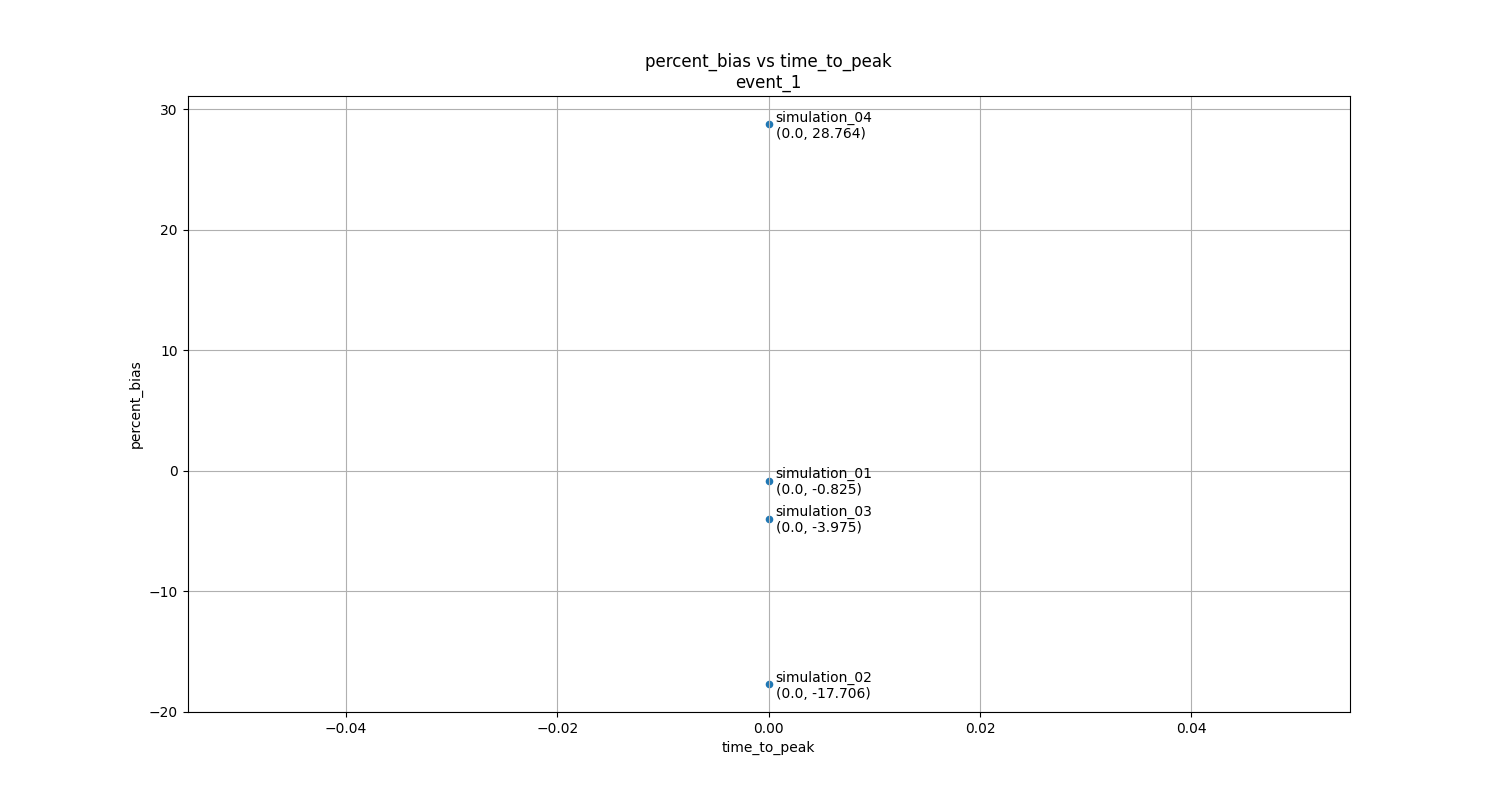 percent_bias vs time_to_peak
event_1
30
simulation_04
(0.0, 28.764)
20
10
percent_bias
0
simulation_01
(0.0, -0.825)
simulation_03
(0.0, -3.975)
−10
simulation_02
(0.0, -17.706)
−20
−0.04
−0.02
0.00
0.02
0.04
time_to_peak